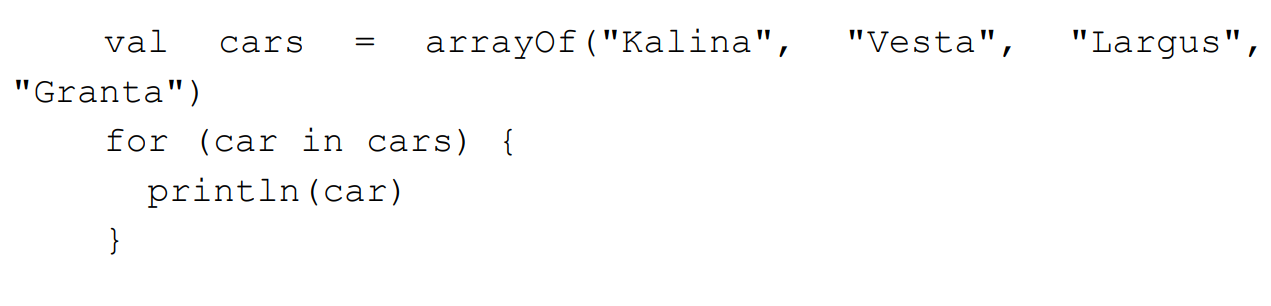 val cars = arrayOf("Kalina", "Vesta", "Largus",
"Granta")
for (car in cars) {
println(car)
}